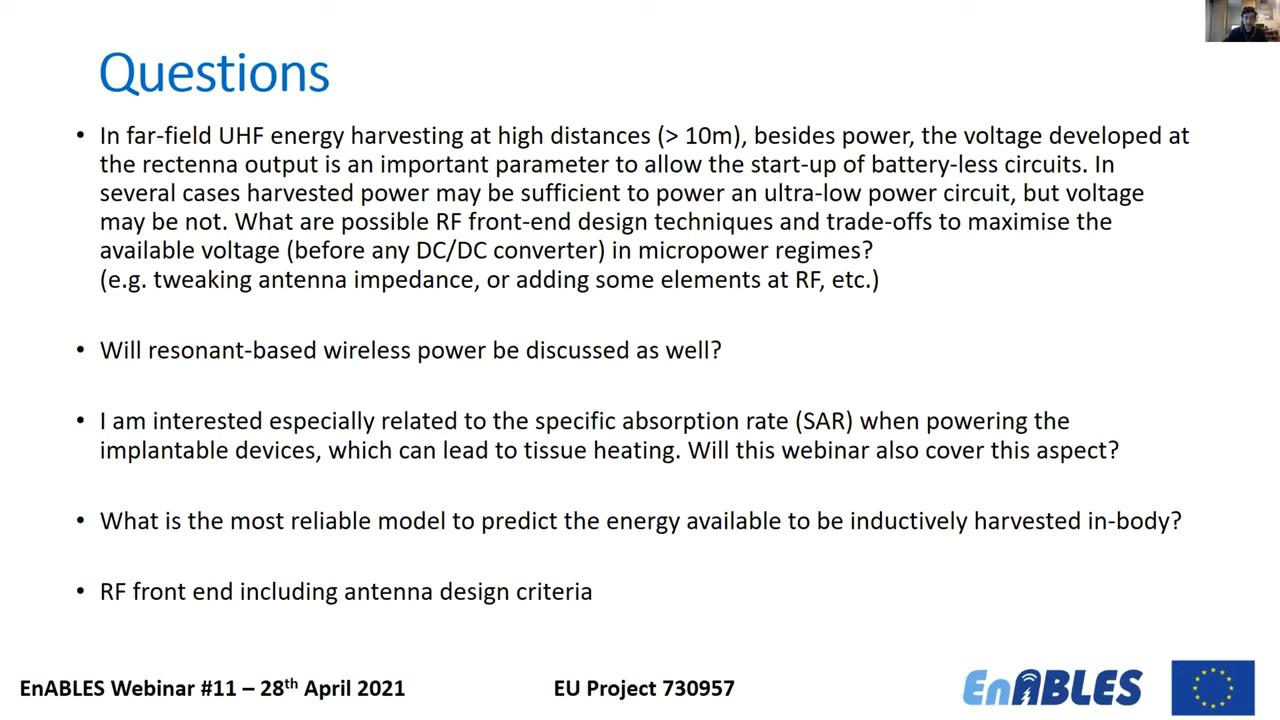 Questions
• In far-field UHF energy harvesting at high distances (> 10m), besides power, the voltage developed at
the rectenna output is an important parameter to allow the start-up of battery-less circuits. In
several cases harvested power may be sufficient to power an ultra-low power circuit, but voltage
may be not. What are possible RF front-end design techniques and trade-offs to maximise the
available voltage (before any DC/DC converter) in micropower regimes?
(e.g. tweaking antenna impedance, or adding some elements at RF, etc.)
• Will resonant-based wireless power be discussed as well?
• I am interested especially related to the specific absorption rate (SAR) when powering the
implantable devices, which can lead to tissue heating. Will this webinar also cover this aspect?
• What is the most reliable model to predict the energy available to be inductively harvested in-body?
• RF front end including antenna design criteria
EnABLES Webinar #11 – 28th April 2021
EU Project 730957
EnABLES